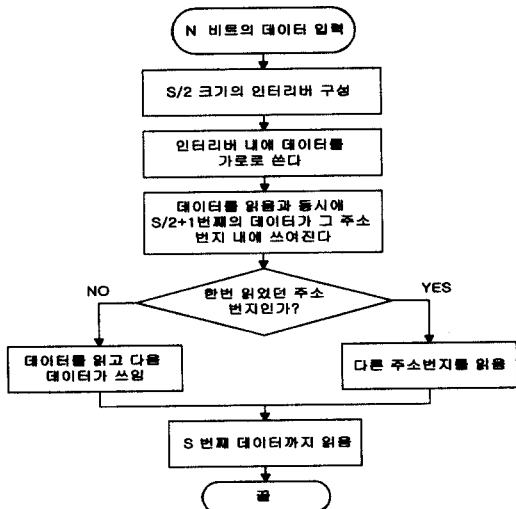 N 비트의 데이터 입력
S/2 크기의 인터리버 구성
인터리버 내에 데이터를
가로로 쓴다
데이터를 읽음과 동시에
S/2+1번째의 데이터가 그 주소
번지 내에 쓰여진다
NO
한번 읽었던 주소
번지인가?
YES
데이터를 읽고 다음
데이터가 쓰임
다른 주소번지를 읽음
S 번째 데이터까지 읽음
끝